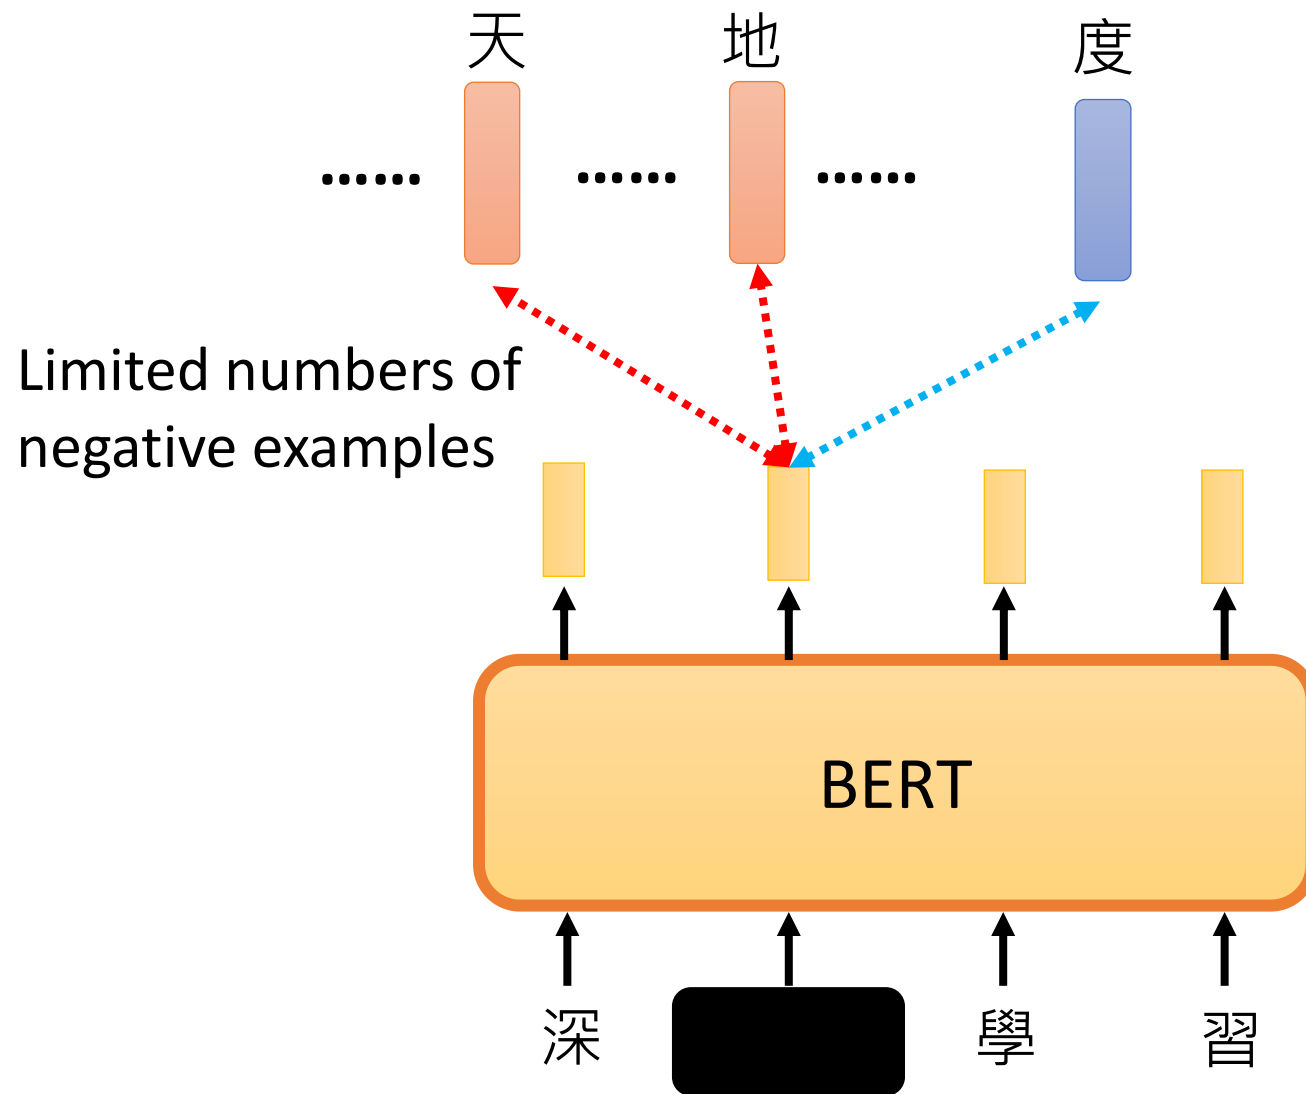 天 地 度
…… …… ……
Limited numbers of
negative examples
BERT
深 學 習